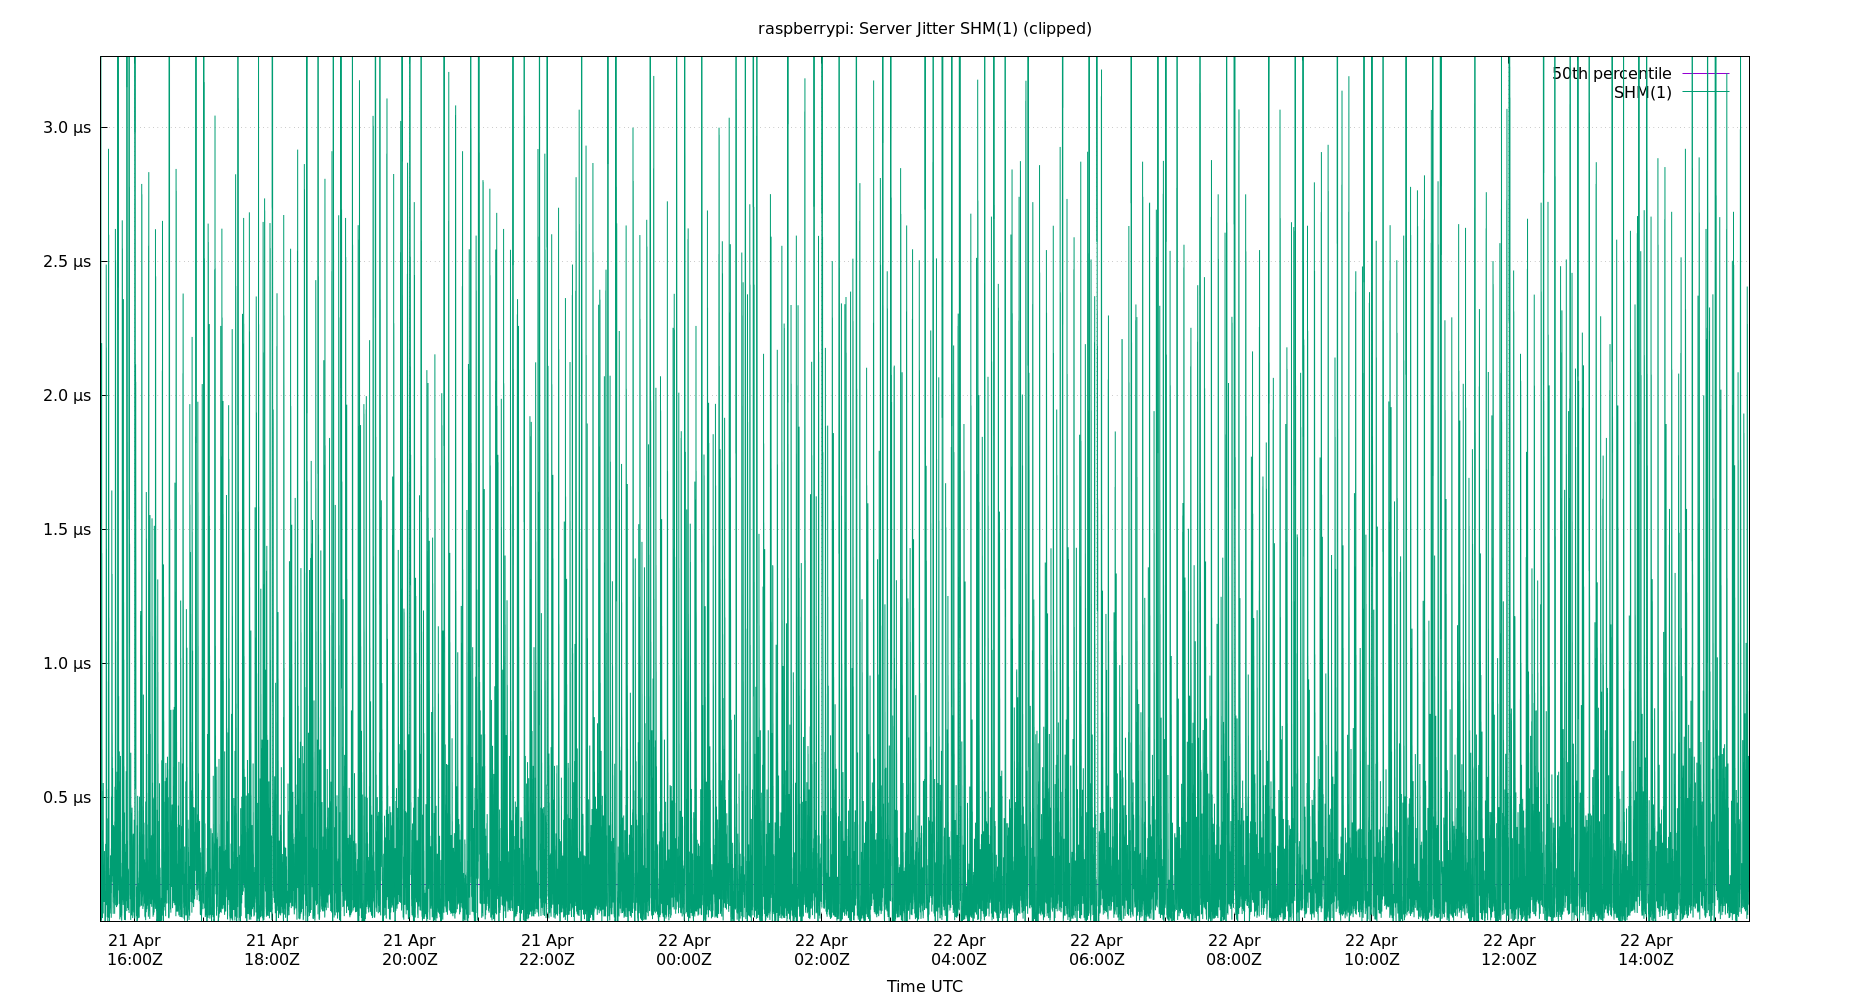 raspberrypi: Server Jitter SHM(1) (clipped)
50th percentile
SHM(1)
3.0 µs
2.5 µs
2.0 µs
1.5 µs
1.0 µs
0.5 µs
21 Apr 21 Apr 21 Apr 21 Apr 22 Apr 22 Apr 22 Apr 22 Apr 22 Apr 22 Apr 22 Apr 22 Apr
16:00Z 18:00Z 20:00Z 22:00Z 00:00Z 02:00Z 04:00Z 06:00Z 08:00Z 10:00Z 12:00Z 14:00Z
Time UTC